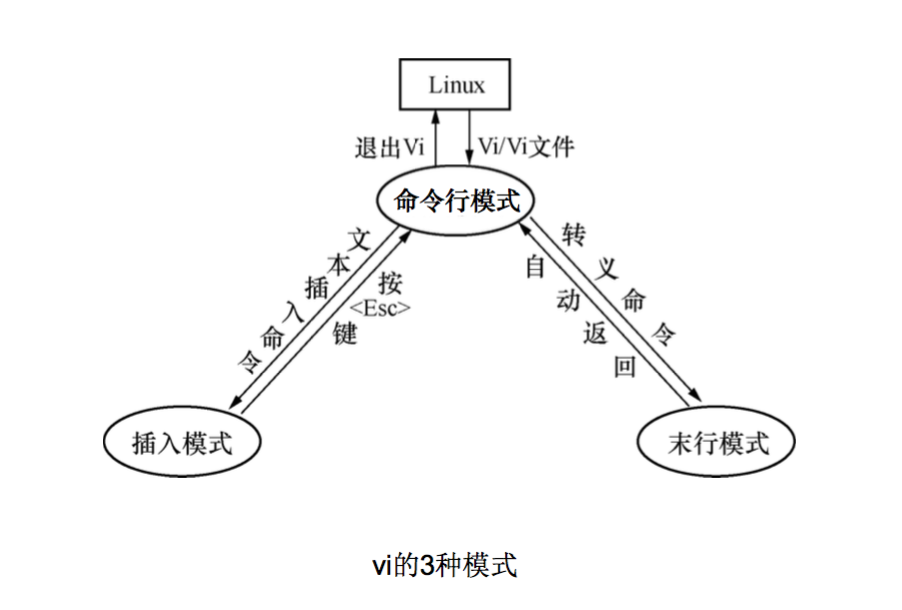 Linux
退出Vi
Vi/Vi文件
命令行模式
文本插入命令
按<Esc>键
转义命令
自动返回
插入模式
末行模式
vi的3种模式